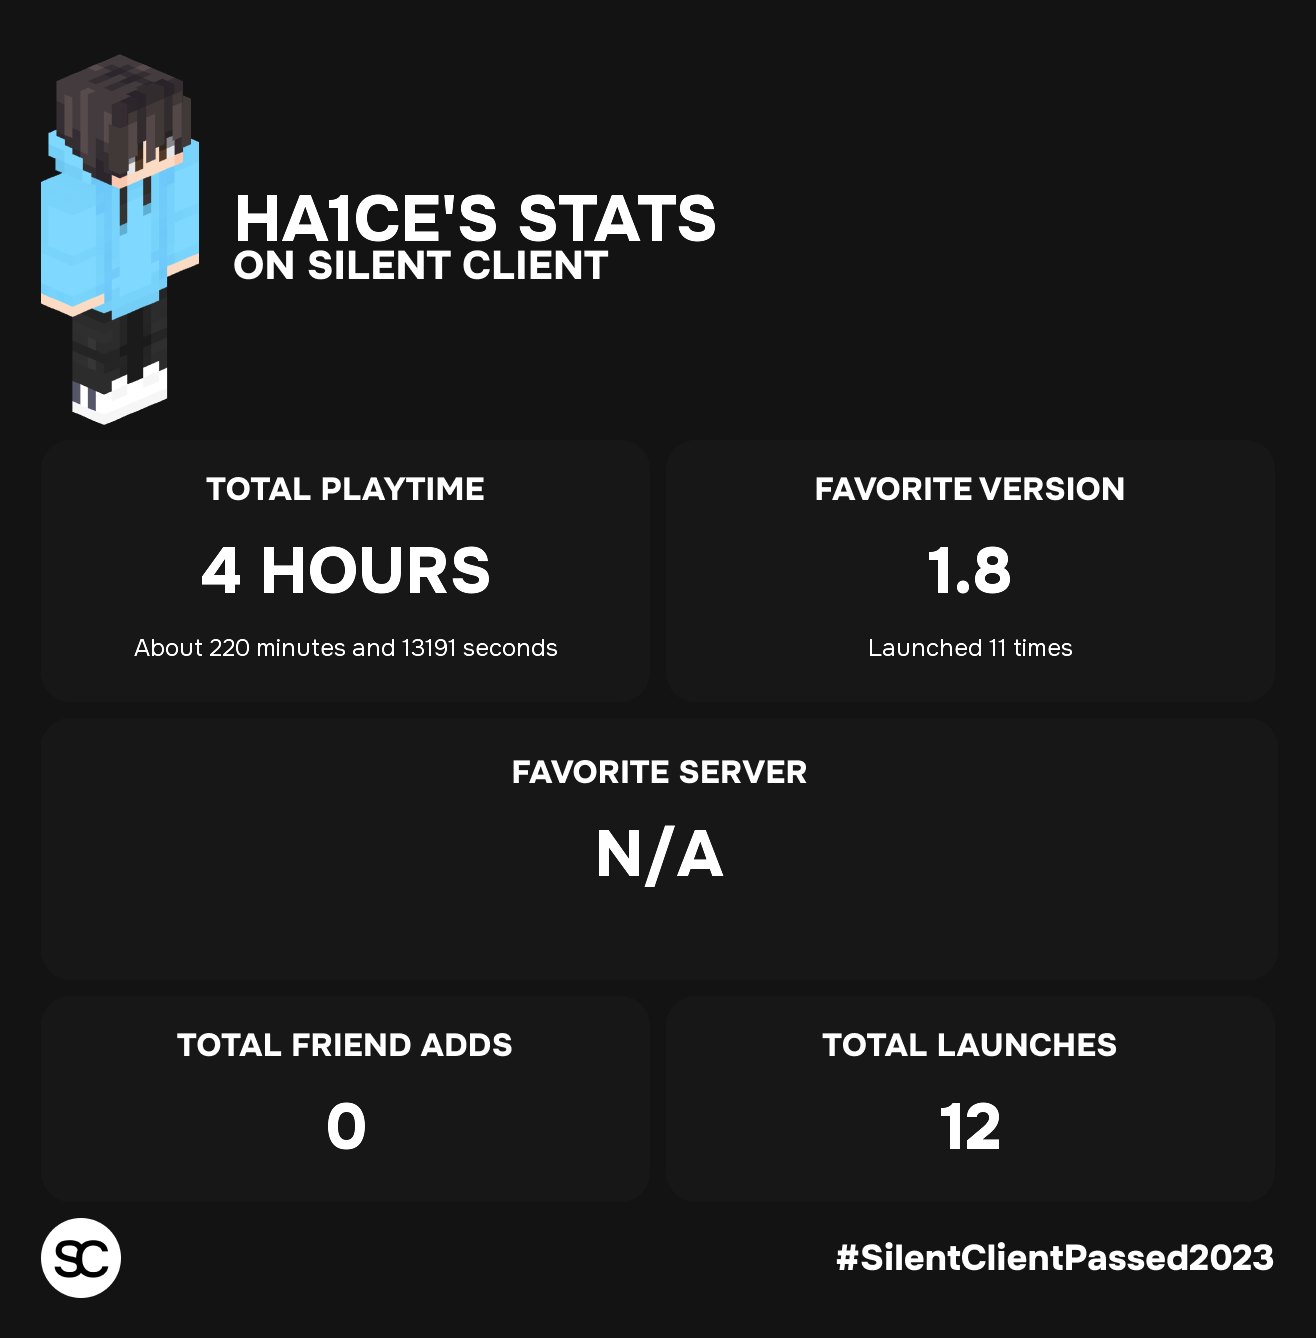 HA1CE'S STATS
ON SILENT CLIENT
TOTAL PLAYTIME
4 HOURS
About 220 minutes and 13191 seconds
FAVORITE VERSION
1.8
Launched 11 times
FAVORITE SERVER
N/A
TOTAL FRIEND ADDS
0
TOTAL LAUNCHES
12
SC
#SilentClientPassed2023